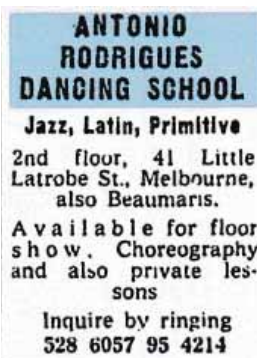 ANTONIO
RODRIGUES
DANCING SCHOOL
Jazz, Latin, Primitive
2nd floor, 41 Little
Latrobe St., Melbourne,
also Beaumaris.
Available for floor
show. Choreography
and also private les-
sons
Inquire by ringing
528 6057 95 4214